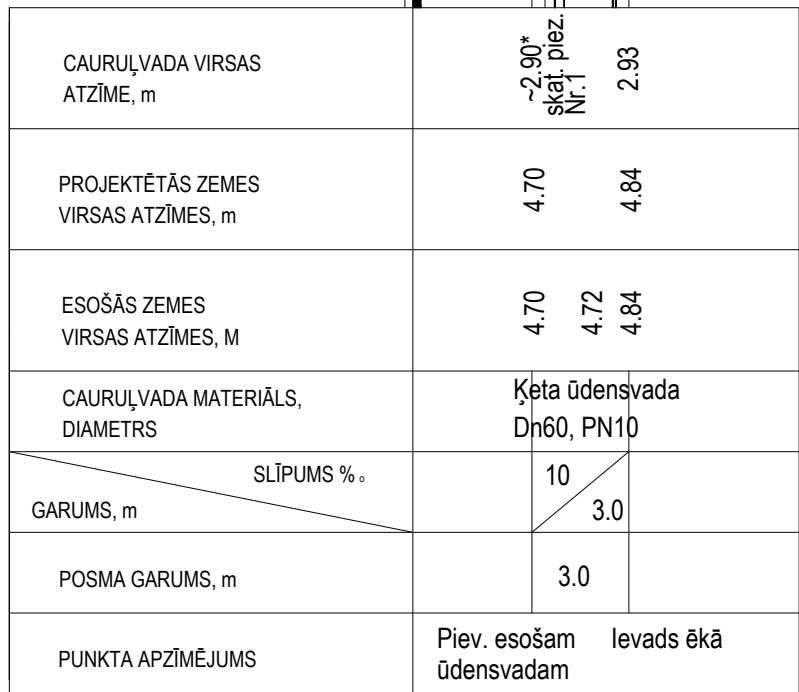 CAURUĻVADA VIRSAS
ATZĪME, m
~2.90*
skat. piez.
Nr.1
2.93
PROJEKTĒTĀS ZEMES
VIRSAS ATZĪMES, m
4.70
4.84
ESOŠĀS ZEMES
VIRSAS ATZĪMES, M
4.70
4.72
4.84
CAURUĻVADA MATERIĀLS,
DIAMETRS
Ķeta ūdensvada
Dn60, PN10
SLĪPUMS %₀
GARUMS, m
10
3.0
POSMA GARUMS, m
3.0
PUNKTA APZĪMĒJUMS
Piev. esošam
ūdensvadam
Ievads ēkā